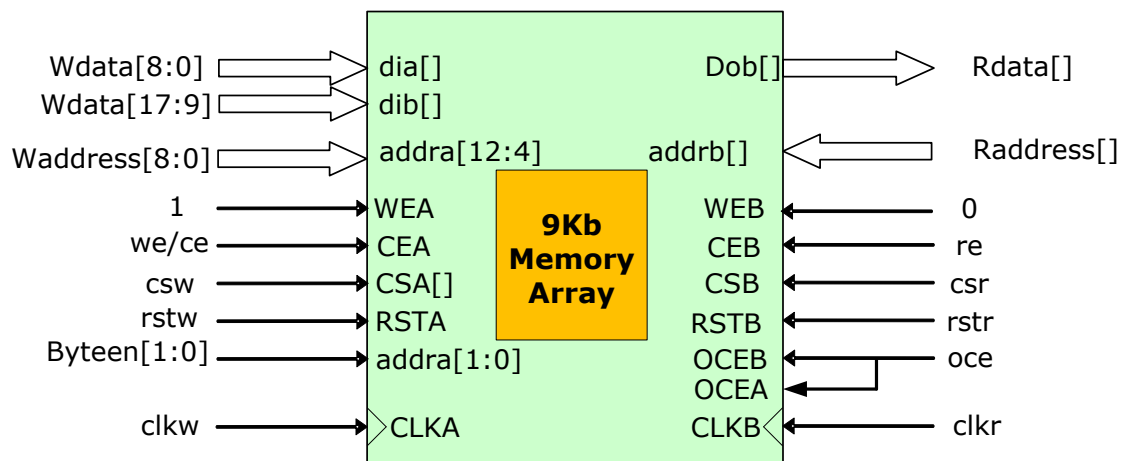 Wdata[8:0]
dia[]
Dob[]
Rdata[]
Wdata[17:9]
dib[]
Waddress[8:0]
addra[12:4]
addrb[]
Raddress[]
1
WEA
9Kb
Memory
Array
WEB
0
we/ce
CEA
CEB
re
csw
CSA[]
CSB
csr
rstw
RSTA
RSTB
rstr
Byteen[1:0]
addra[1:0]
OCEB
oce
OCEA
clkw
CLKA
CLKB
clkr